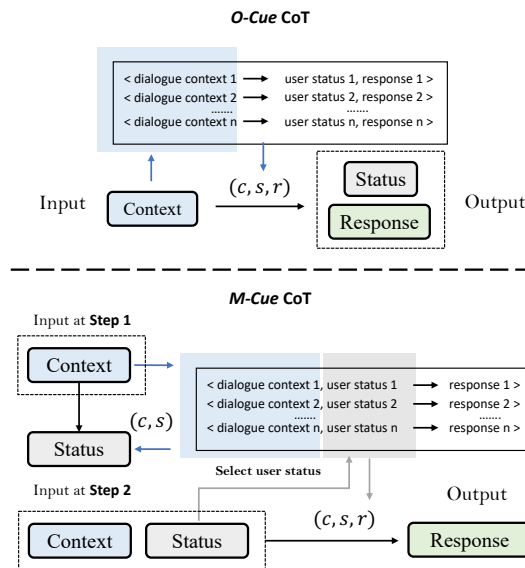 O-Cue CoT
< dialogue context 1 user status 1, response 1 >
< dialogue context 2 user status 2, response 2 >
.......
.......
< dialogue context n user status n, response n >
(c, s, r)
Input
Context
Status
Response
Output
M-Cue CoT
Input at Step 1
Context
(c, s)
Status
< dialogue context 1, user status 1 response 1 >
< dialogue context 2, user status 2 response 2 >
.......
.......
< dialogue context n, user status n response n >
Select user status
Input at Step 2
Output
(c, s, r)
Context
Status
Response